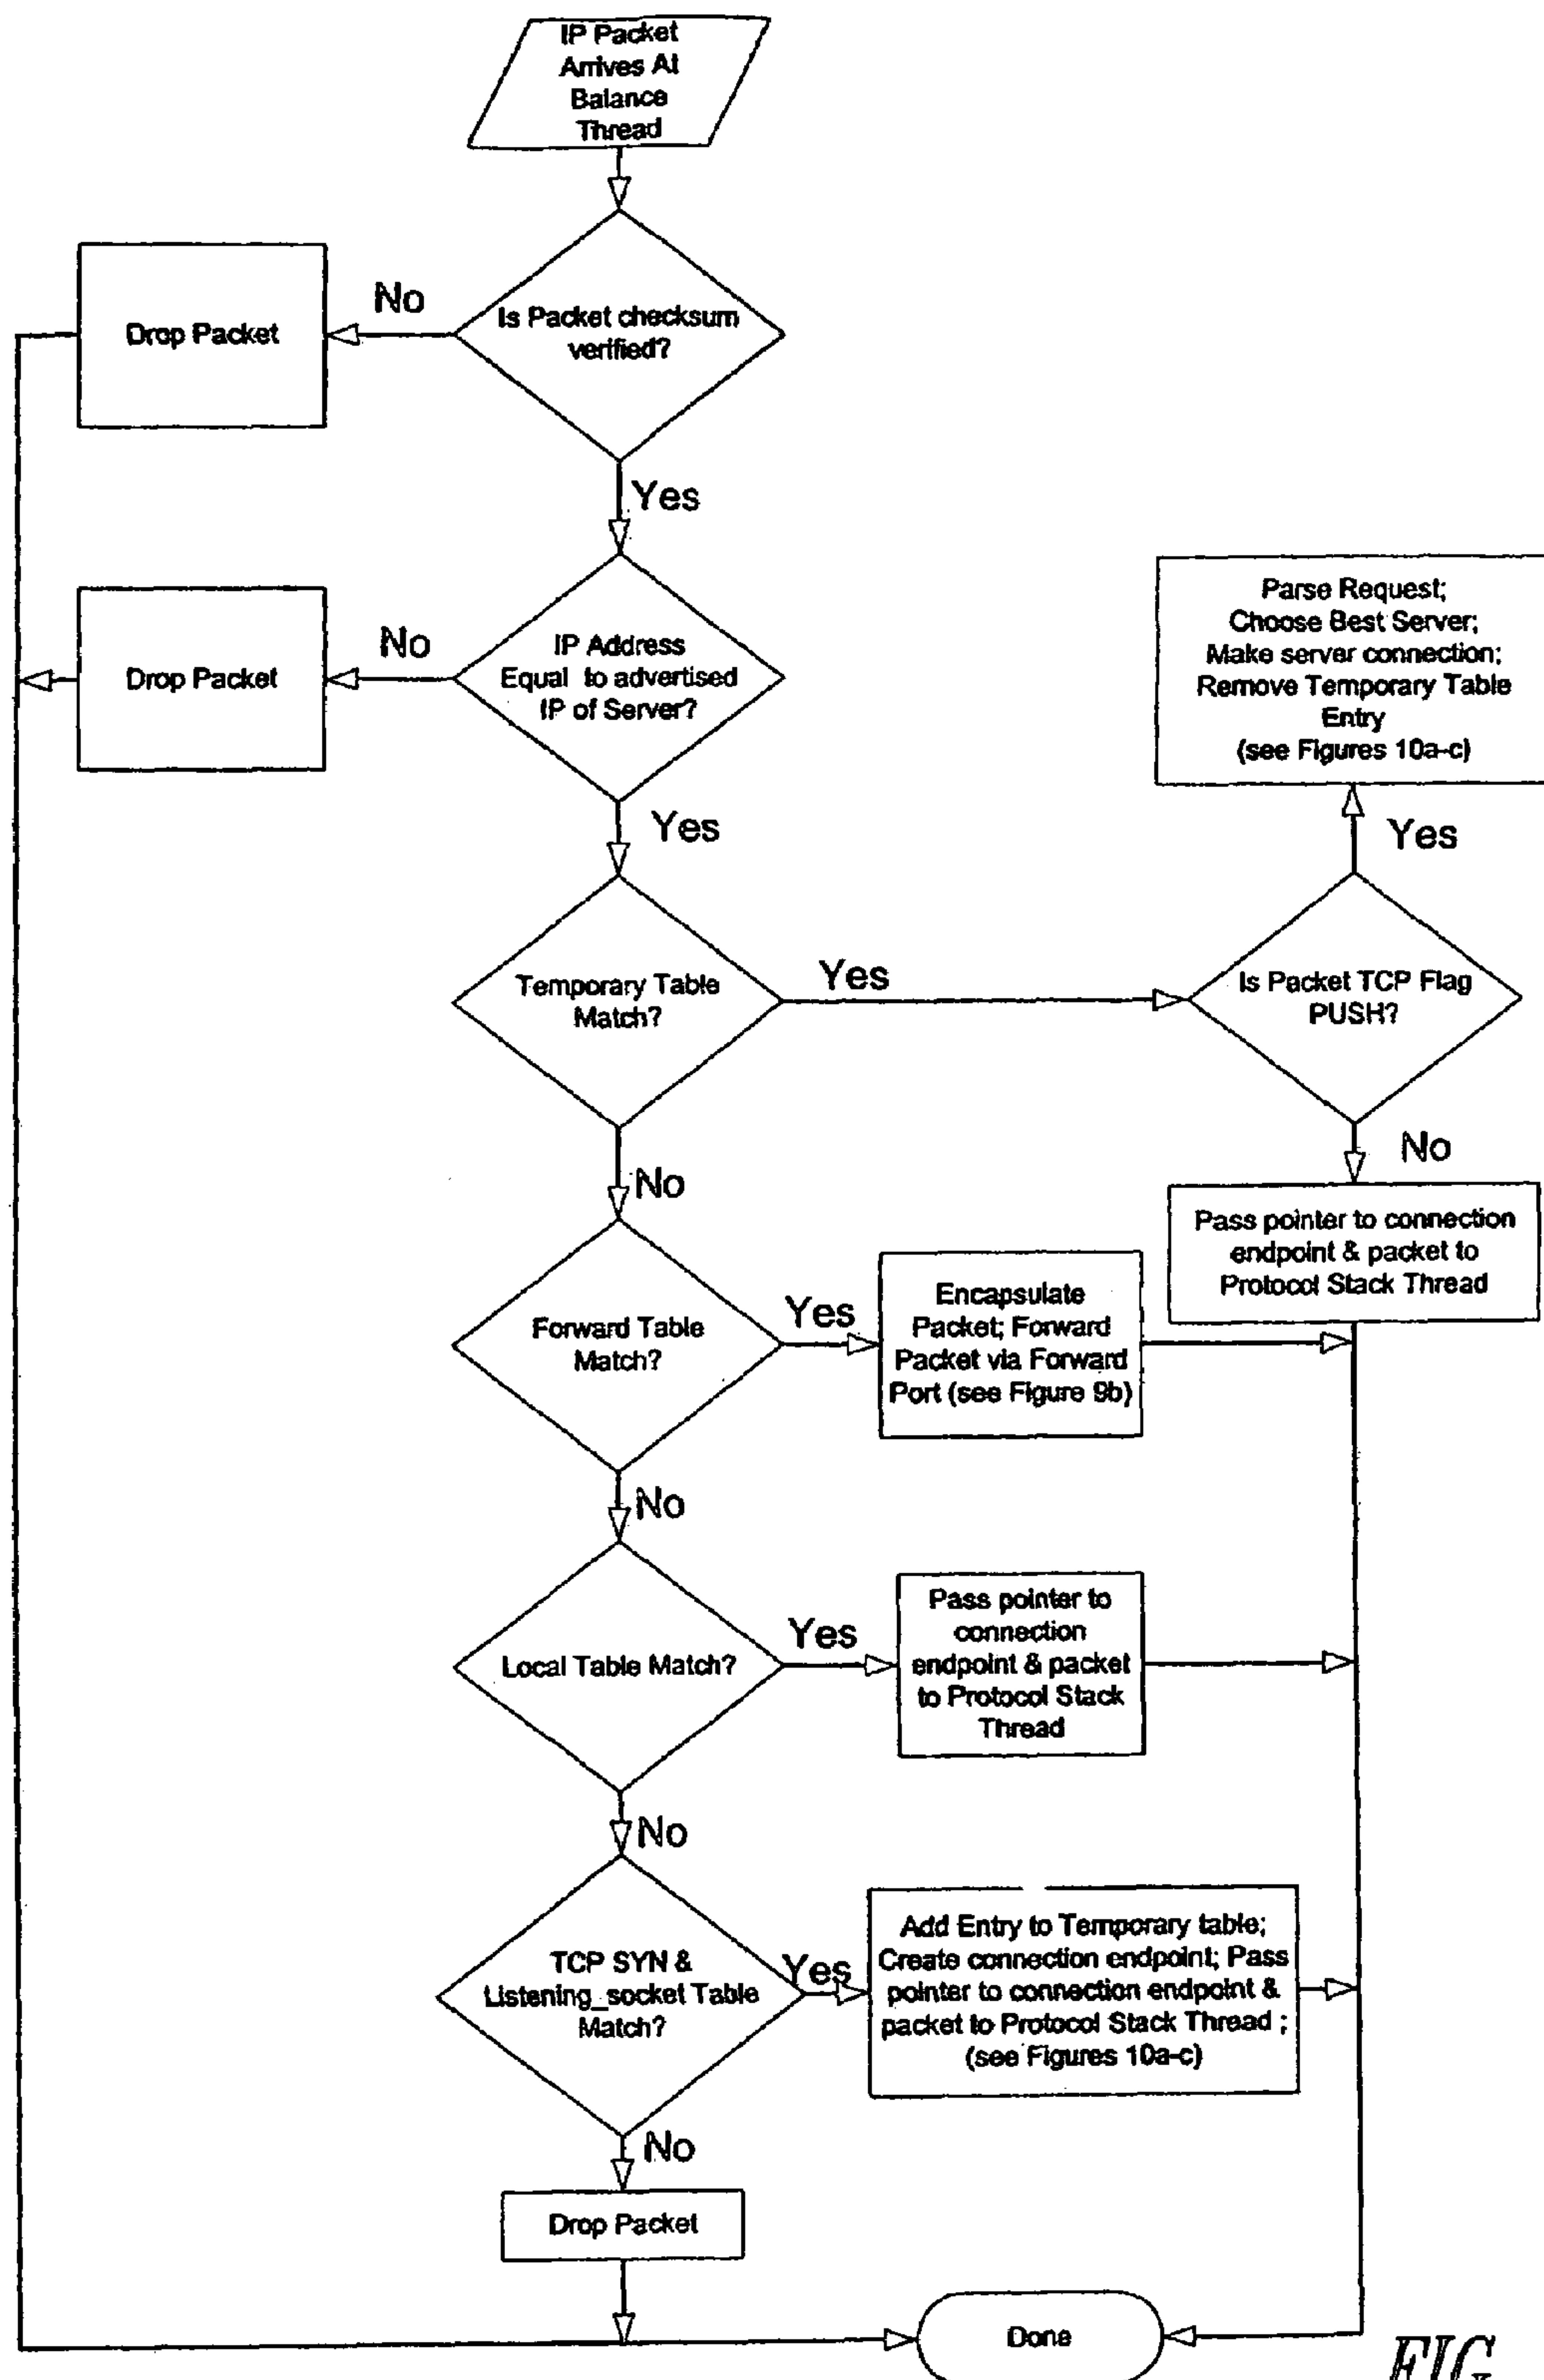 IP Packet
Arrives At
Balance
Thread
Is Packet checksum
verified?
No
Drop Packet
Yes
IP Address
Equal to advertised
IP of Server?
No
Drop Packet
Yes
Parse Request;
Choose Best Server;
Make server connection;
Remove Temporary Table
Entry
(see Figures 10a-c)
Yes
Temporary Table
Match?
Yes
Is Packet TCP Flag
PUSH?
No
Pass pointer to connection
endpoint & packet to
Protocol Stack Thread
No
Forward Table
Match?
Yes
Encapsulate
Packet; Forward
Packet via Forward
Port (see Figure 9b)
No
Local Table Match?
Yes
Pass pointer to
connection
endpoint & packet
to Protocol Stack
Thread
No
TCP SYN &
Listening_socket Table
Match?
Yes
Add Entry to Temporary table;
Create connection endpoint; Pass
pointer to connection endpoint &
packet to Protocol Stack Thread ;
(see Figures 10a-c)
No
Drop Packet
Done
FIG